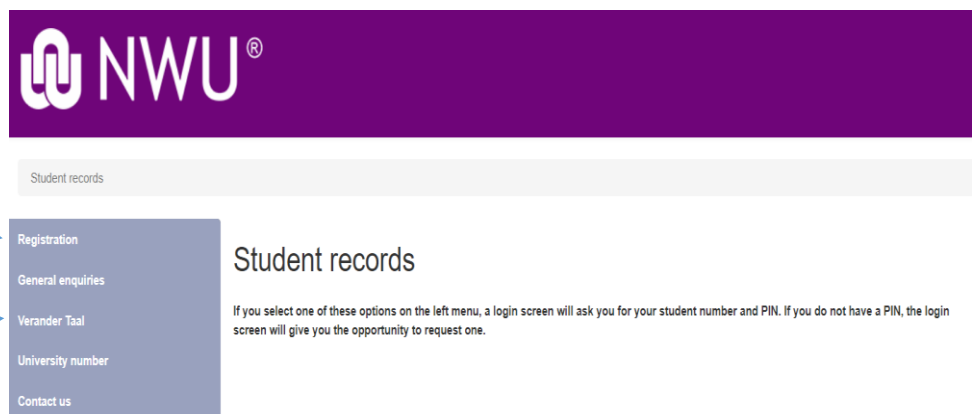 NWU®
Student records
Registration
General enquiries
Verander Taal
University number
Contact us
Student records
If you select one of these options on the left menu, a login screen will ask you for your student number and PIN. If you do not have a PIN, the login
screen will give you the opportunity to request one.